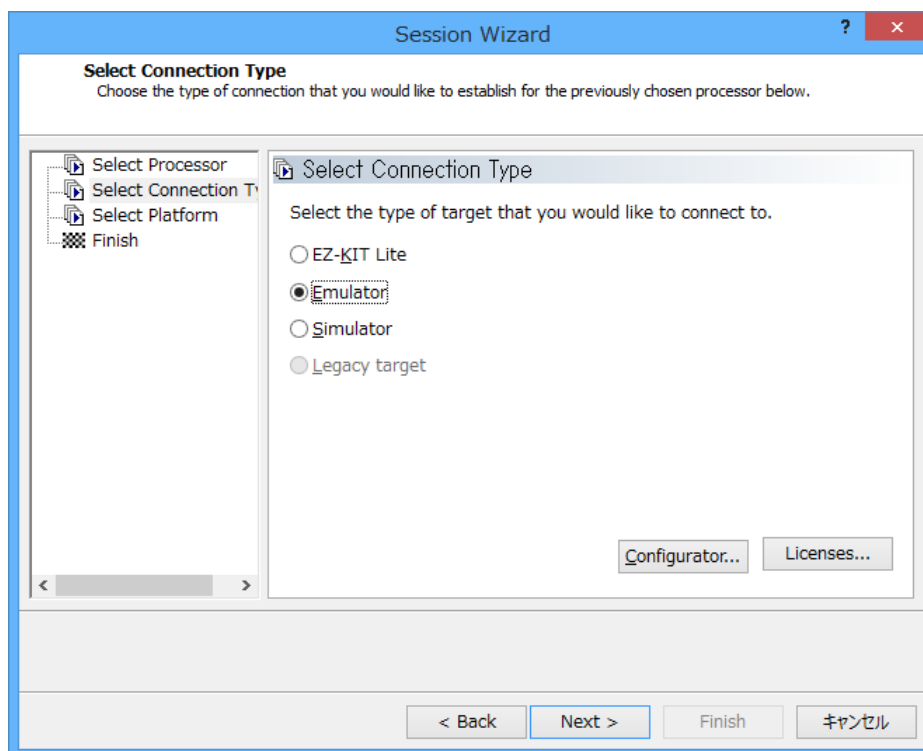 Session Wizard
?
×
Select Connection Type
Choose the type of connection that you would like to establish for the previously chosen processor below.
Select Processor
Select Connection Ty
Select Platform
Finish
Select Connection Type
Select the type of target that you would like to connect to.
EZ-KIT Lite
Emulator
Simulator
Legacy target
Configurator...
Licenses...
< Back
Next >
Finish
キャンセル